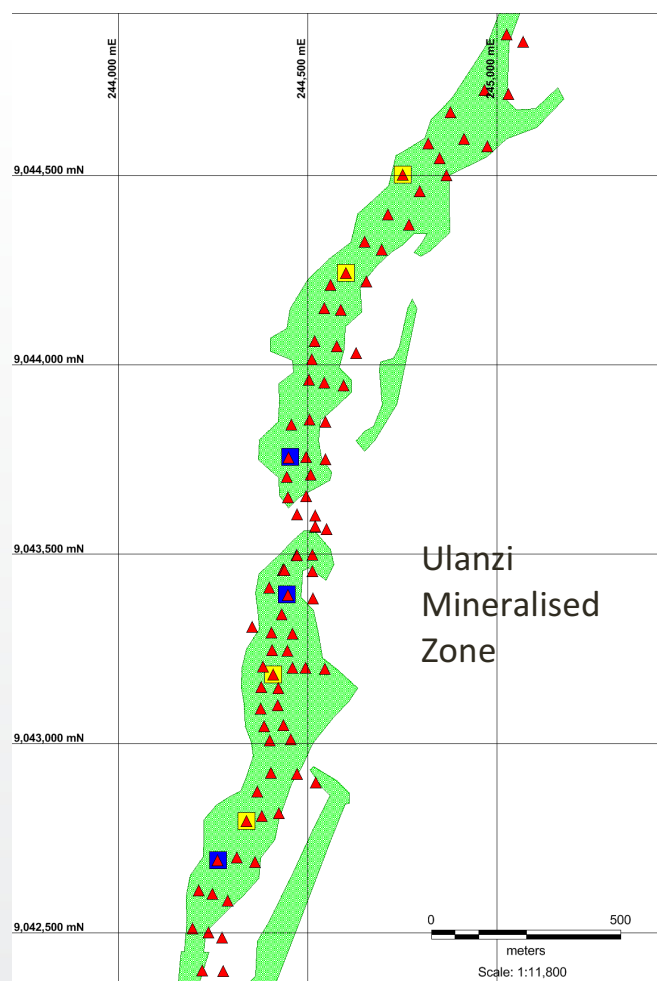 244,000 mE
244,500 mE
245,000 mE
9,044,500 mN
9,044,000 mN
9,043,500 mN
Ulanzi
Mineralised
Zone
9,043,000 mN
9,042,500 mN
0 500
meters
Scale: 1:11,800